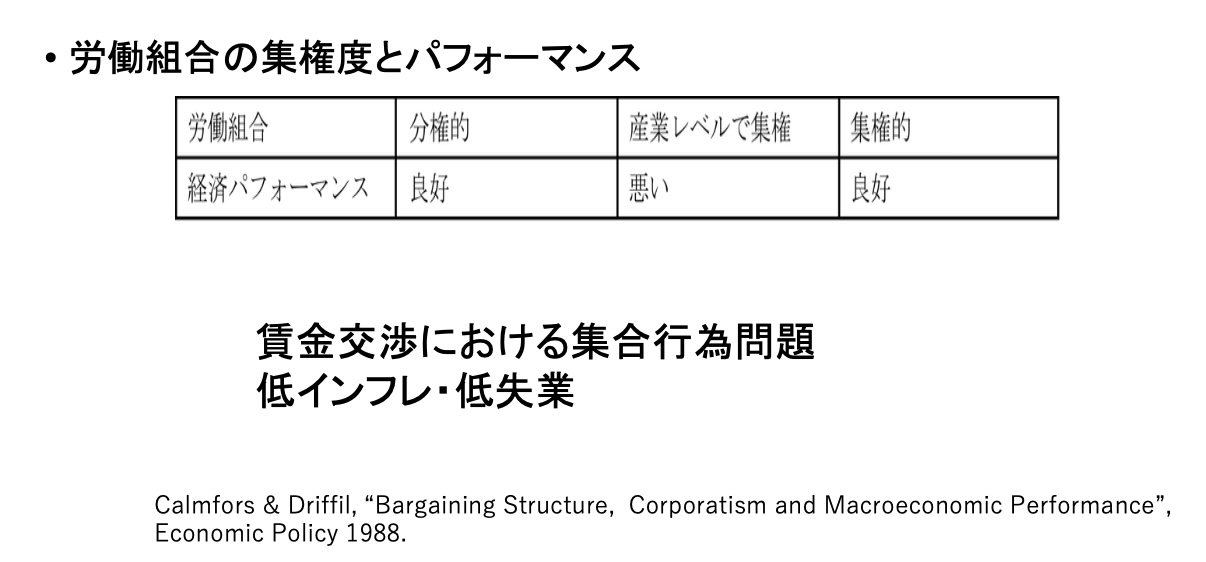 • 労働組合の集権度とパフォーマンス
労働組合 分権的 産業レベルで集権 集権的
経済パフォーマンス 良好 悪い 良好
賃金交渉における集合行為問題
低インフレ・低失業
Calmfors & Driffil, “Bargaining Structure, Corporatism and Macroeconomic Performance”,
Economic Policy 1988.